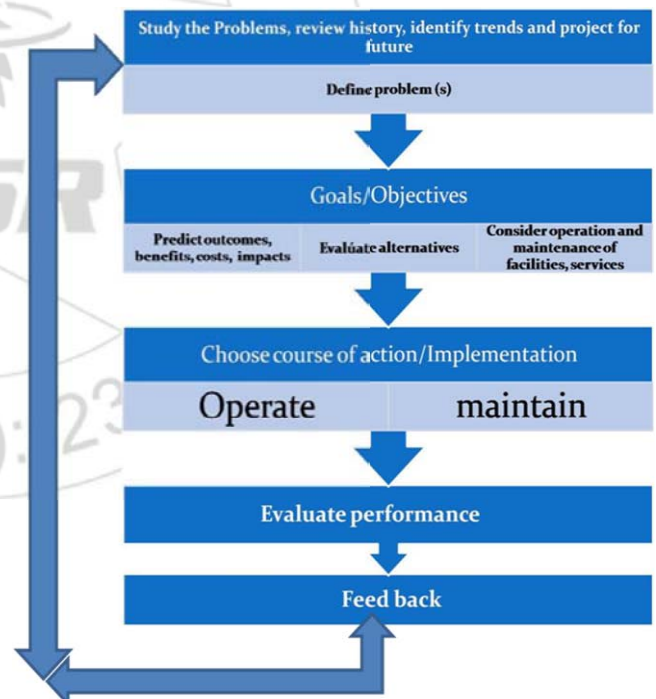 Study the Problems, review history, identify trends and project for
future
Define problem (s)
Goals/Objectives
Predict outcomes,
benefits, costs, impacts
Evaluate alternatives
Consider operation and
maintenance of
facilities, services
Choose course of action/Implementation
Operate
maintain
Evaluate performance
Feed back